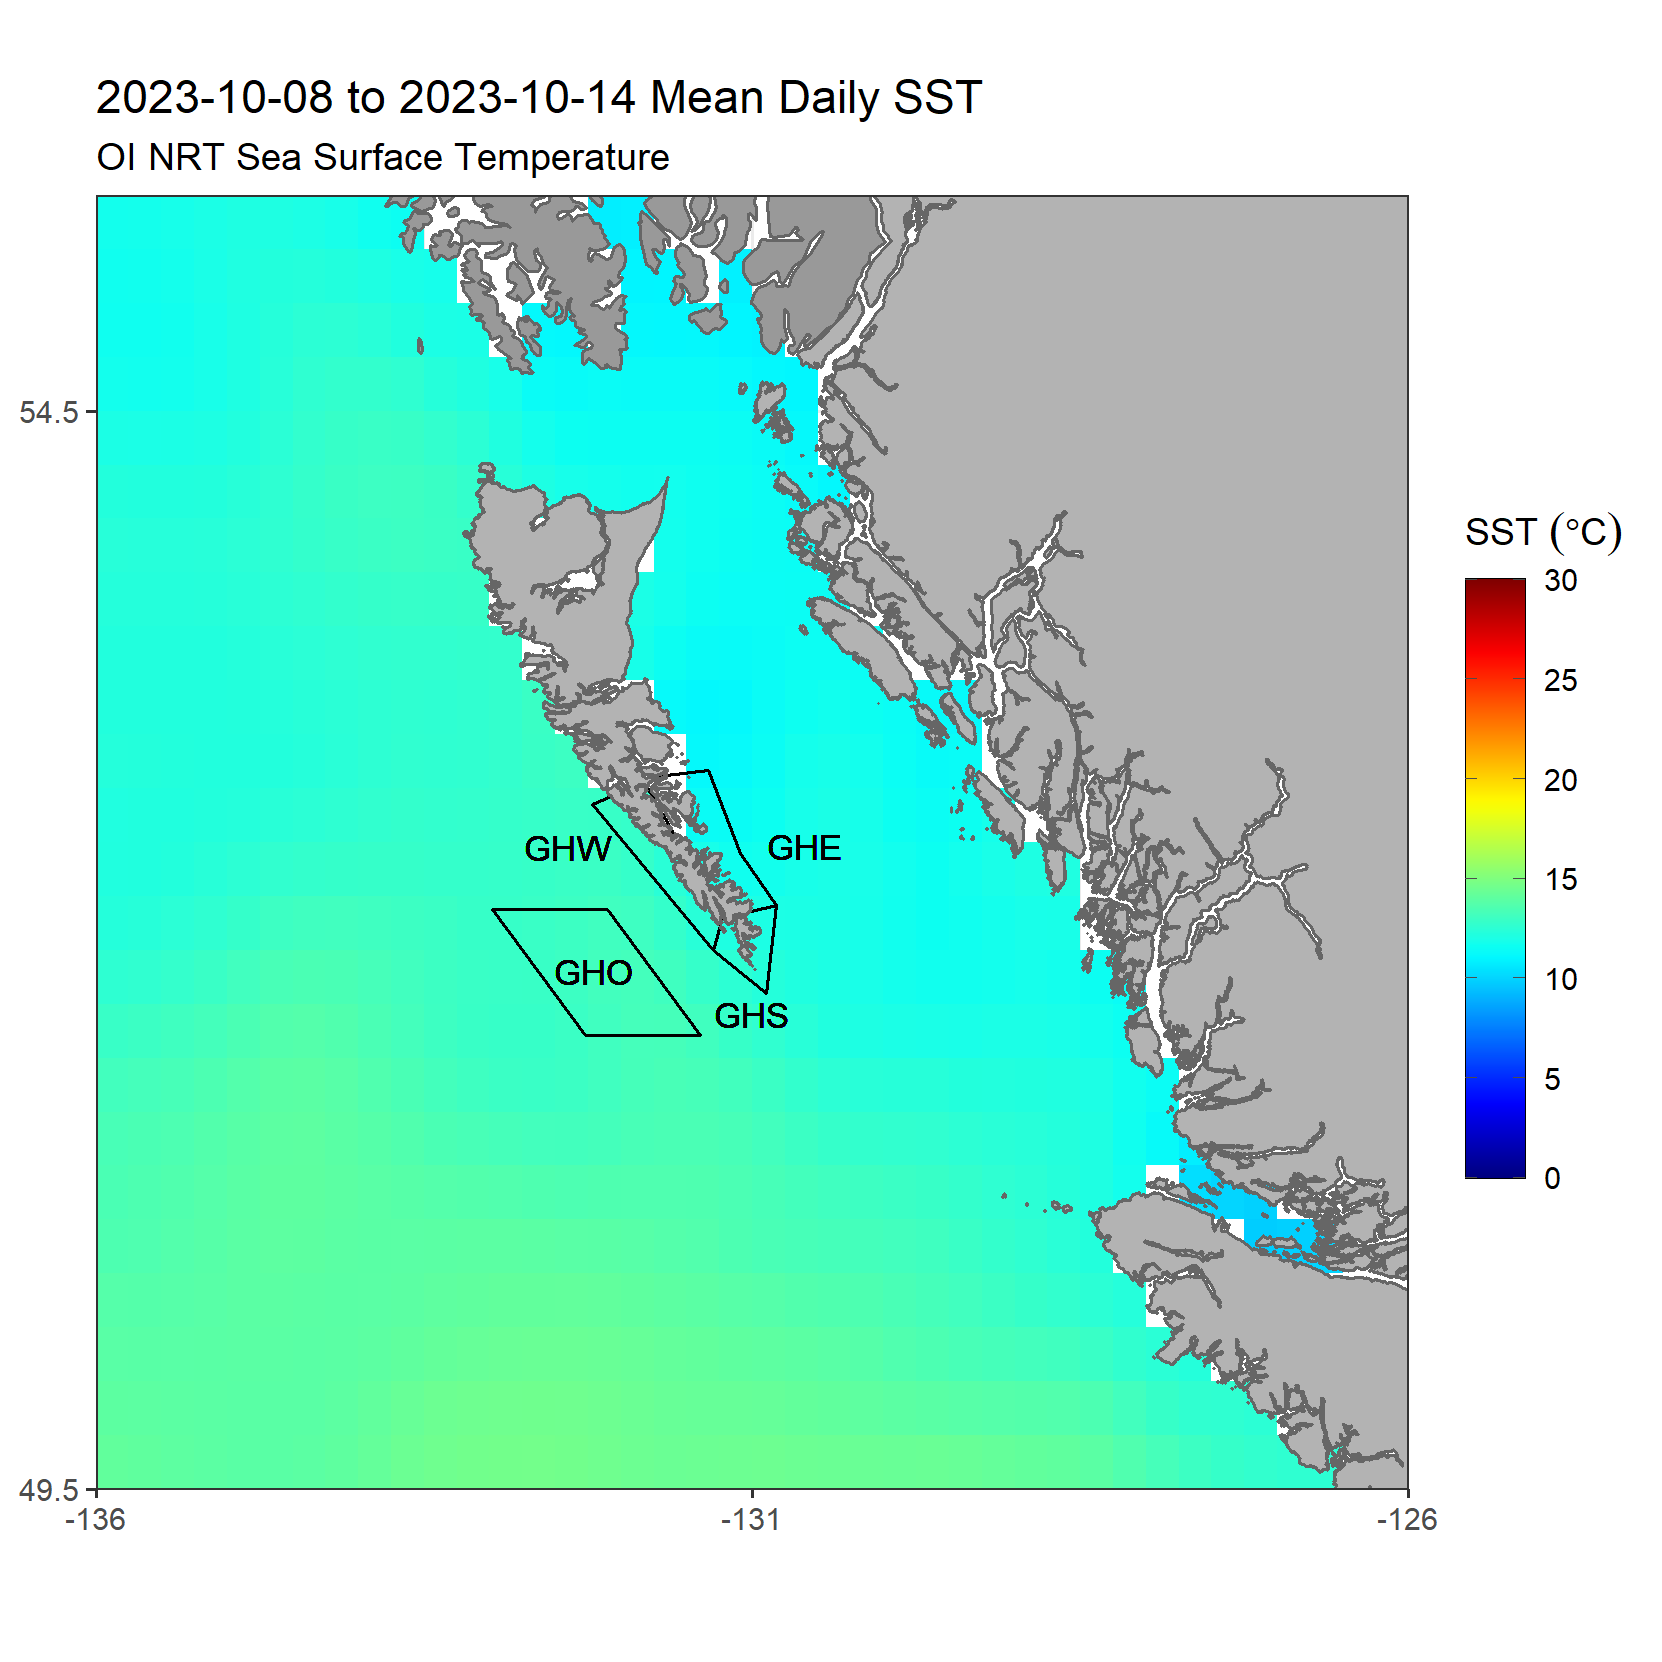 2023-10-08 to 2023-10-14 Mean Daily SST
OI NRT Sea Surface Temperature
54.5
49.5
-136
-131
-126
GHW
GHE
GHO
GHS
SST (°C)
30
25
20
15
10
5
0